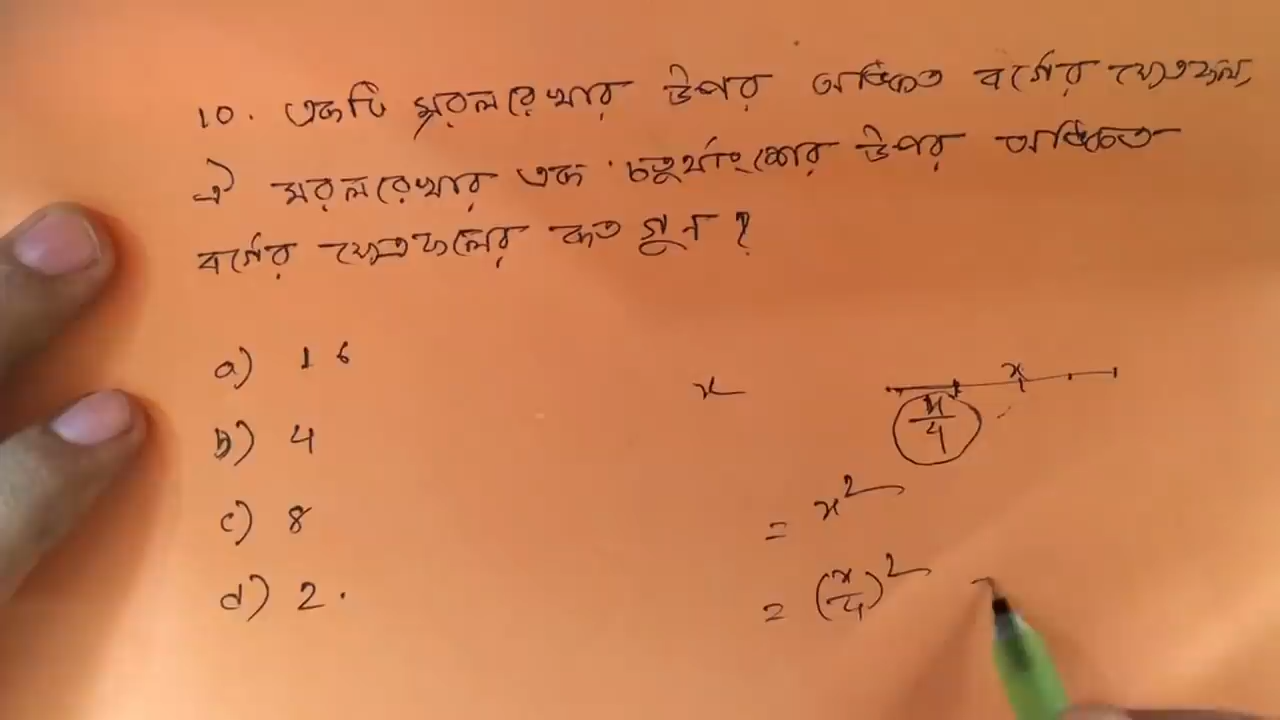 10. একটি সরলরেখার উপর অঙ্কিত বর্গের ক্ষেত্রফল,
ঐ সরলরেখার এক চতুর্থাংশের উপর অঙ্কিত
বর্গের ক্ষেত্রফলের কত গুন ?
a) 16
b) 4
c) 8
d) 2.
x
x
x/4
= x²
= (x/4)²